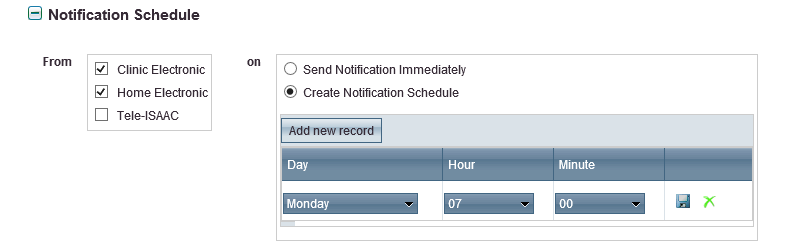 Notification Schedule
From
Clinic Electronic
Home Electronic
Tele-ISAAC
on
Send Notification Immediately
Create Notification Schedule
Add new record
Day Hour Minute
Monday 07 00